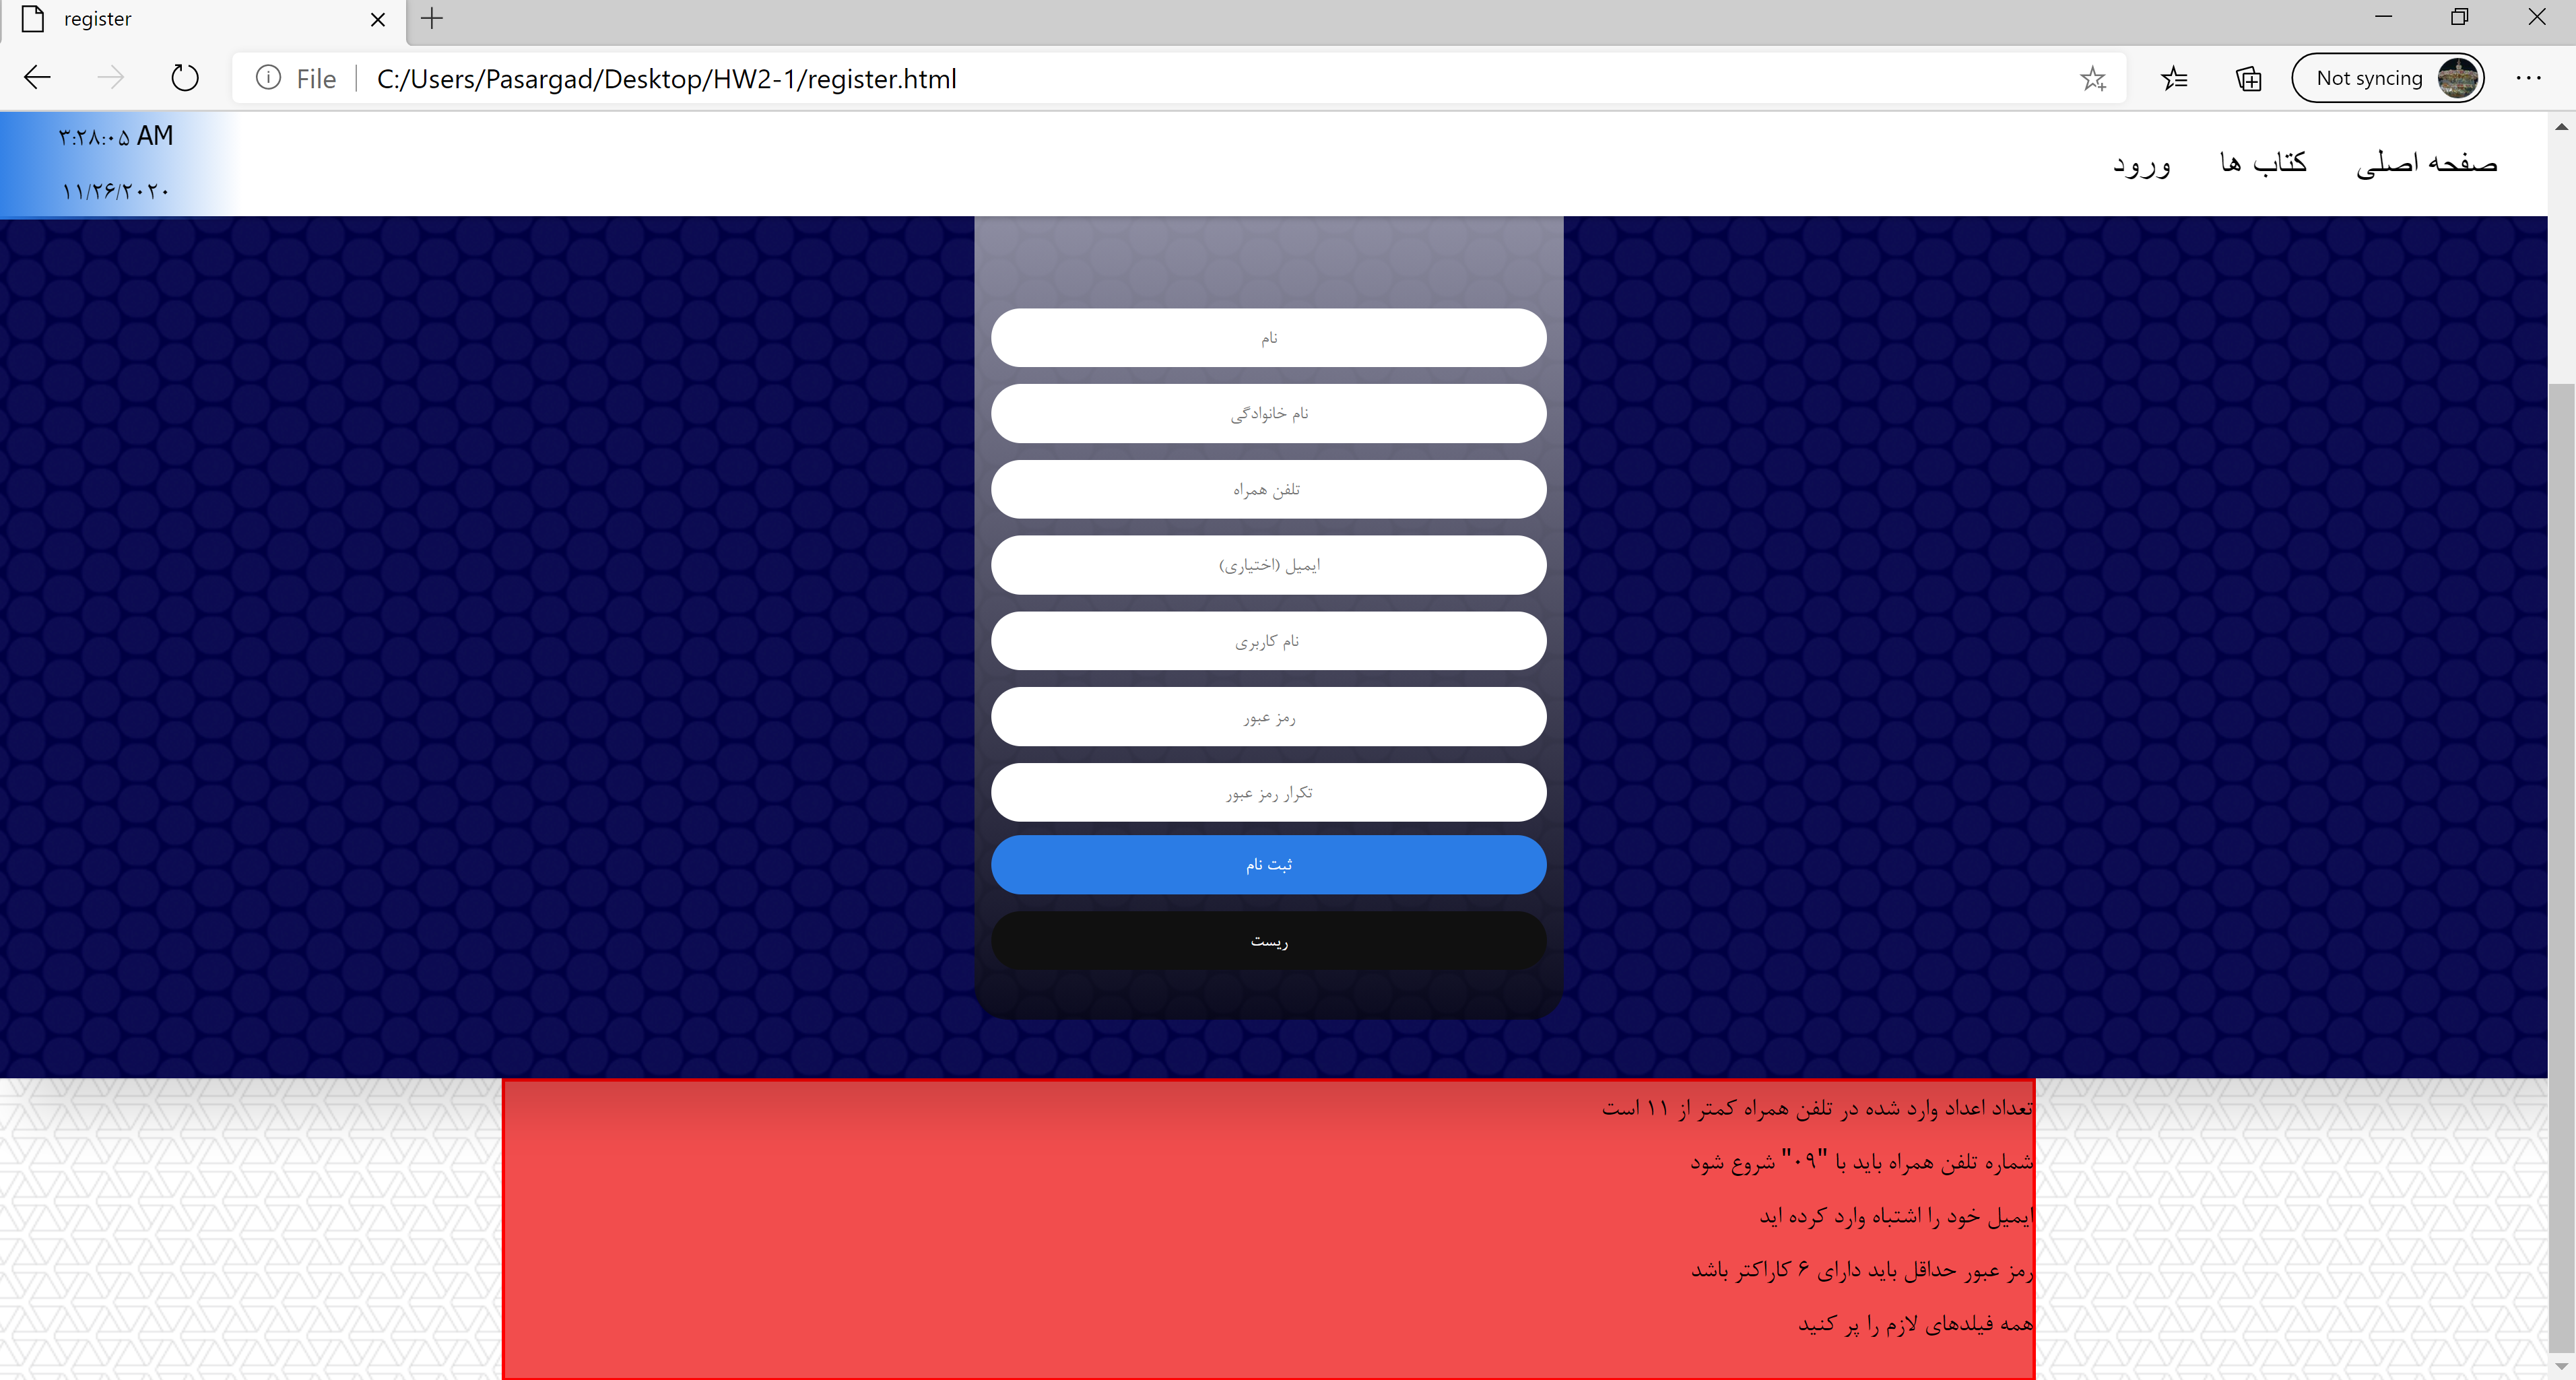 register
Not syncing
File C:/Users/Pasargad/Desktop/HW2-1/register.html
۳:۲۸:۰۵ AM
۱۱/۲۶/۲۰۲۰
صفحه اصلی کتاب ها ورود
نام
نام خانوادگی
تلفن همراه
ایمیل (اختیاری)
نام کاربری
رمز عبور
تکرار رمز عبور
ثبت نام
ریست
تعداد اعداد وارد شده در تلفن همراه کمتر از ۱۱ است
شماره تلفن همراه باید با "۰۹" شروع شود
ایمیل خود را اشتباه وارد کرده اید
رمز عبور حداقل باید دارای ۶ کاراکتر باشد
همه فیلدهای لازم را پر کنید